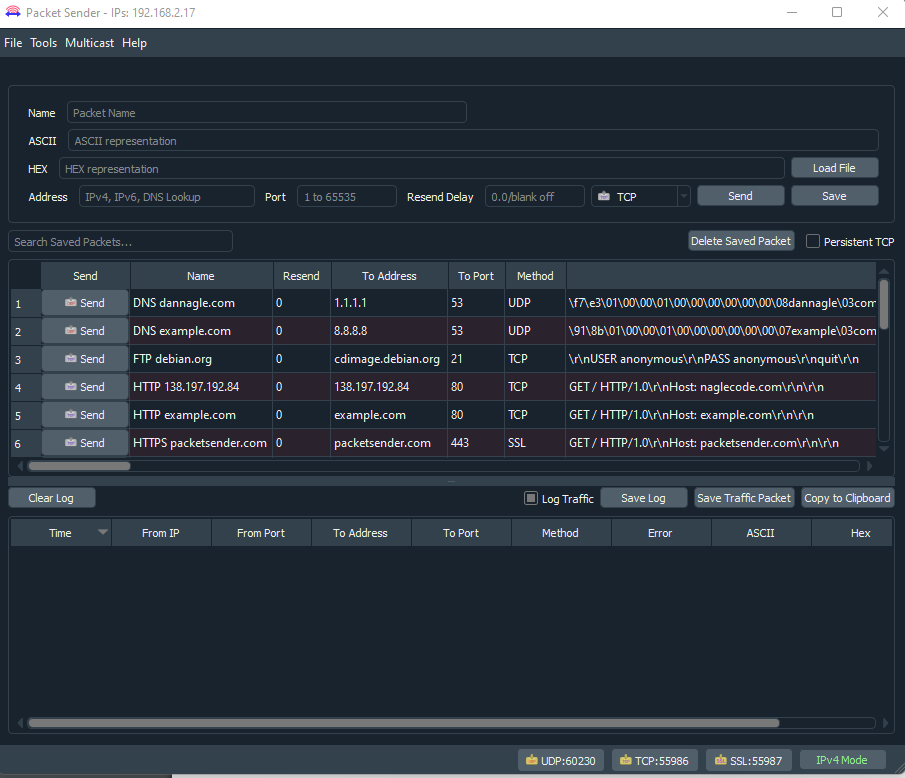 Packet Sender - IPs: 192.168.2.17
File Tools Multicast Help
Name Packet Name
ASCII ASCII representation
HEX HEX representation Load File
Address IPv4, IPv6, DNS Lookup Port 1 to 65535 Resend Delay 0.0/blank off TCP Send Save
Search Saved Packets... Delete Saved Packet Persistent TCP
Send Name Resend To Address To Port Method
1 Send DNS dannagle.com 0 1.1.1.1 53 UDP \f7\e3\01\00\00\01\00\00\00\00\00\00\08dannagle\03com
2 Send DNS example.com 0 8.8.8.8 53 UDP \91\8b\01\00\00\01\00\00\00\00\00\00\07example\03com
3 Send FTP debian.org 0 cdimage.debian.org 21 TCP \r\nUSER anonymous\r\nPASS anonymous\r\nquit\r\n
4 Send HTTP 138.197.192.84 0 138.197.192.84 80 TCP GET / HTTP/1.0\r\nHost: naglecode.com\r\n\r\n
5 Send HTTP example.com 0 example.com 80 TCP GET / HTTP/1.0\r\nHost: example.com\r\n\r\n
6 Send HTTPS packetsender.com 0 packetsender.com 443 SSL GET / HTTP/1.0\r\nHost: packetsender.com\r\n\r\n
Clear Log Log Traffic Save Log Save Traffic Packet Copy to Clipboard
Time From IP From Port To Address To Port Method Error ASCII Hex
UDP:60230 TCP:55986 SSL:55987 IPv4 Mode